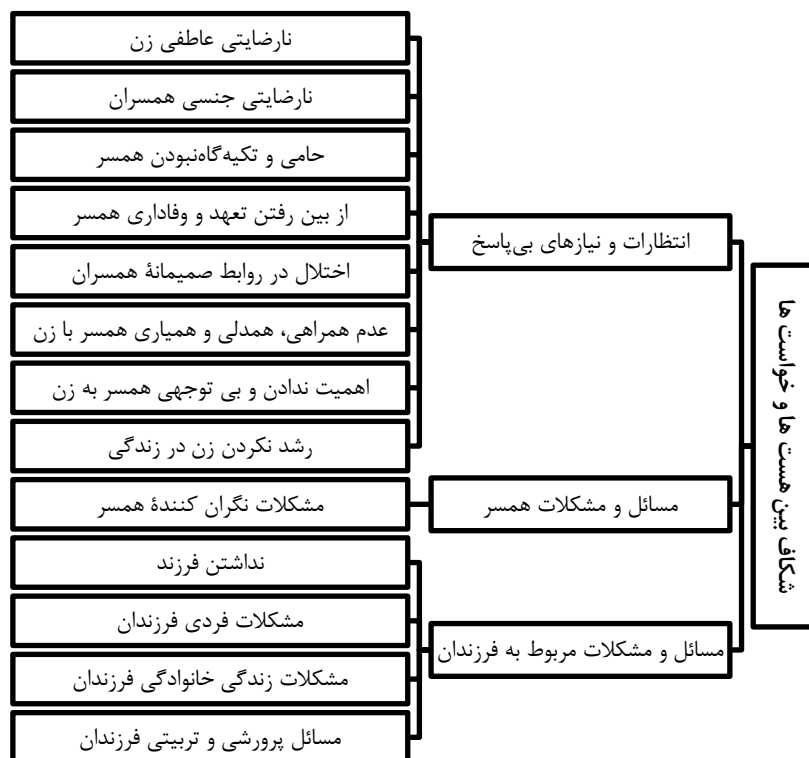 شکاف بین هست ها و خواست ها
انتظارات و نیازهای بی‌پاسخ
نارضایتی عاطفی زن
نارضایتی جنسی همسران
حامی و تکیه‌گاه‌نبودن همسر
از بین رفتن تعهد و وفاداری همسر
اختلال در روابط صمیمانۀ همسران
عدم همراهی، همدلی و همیاری همسر با زن
اهمیت ندادن و بی توجهی همسر به زن
رشد نکردن زن در زندگی
مسائل و مشکلات همسر
مشکلات نگران کنندۀ همسر
مسائل و مشکلات مربوط به فرزندان
نداشتن فرزند
مشکلات فردی فرزندان
مشکلات زندگی خانوادگی فرزندان
مسائل پرورشی و تربیتی فرزندان